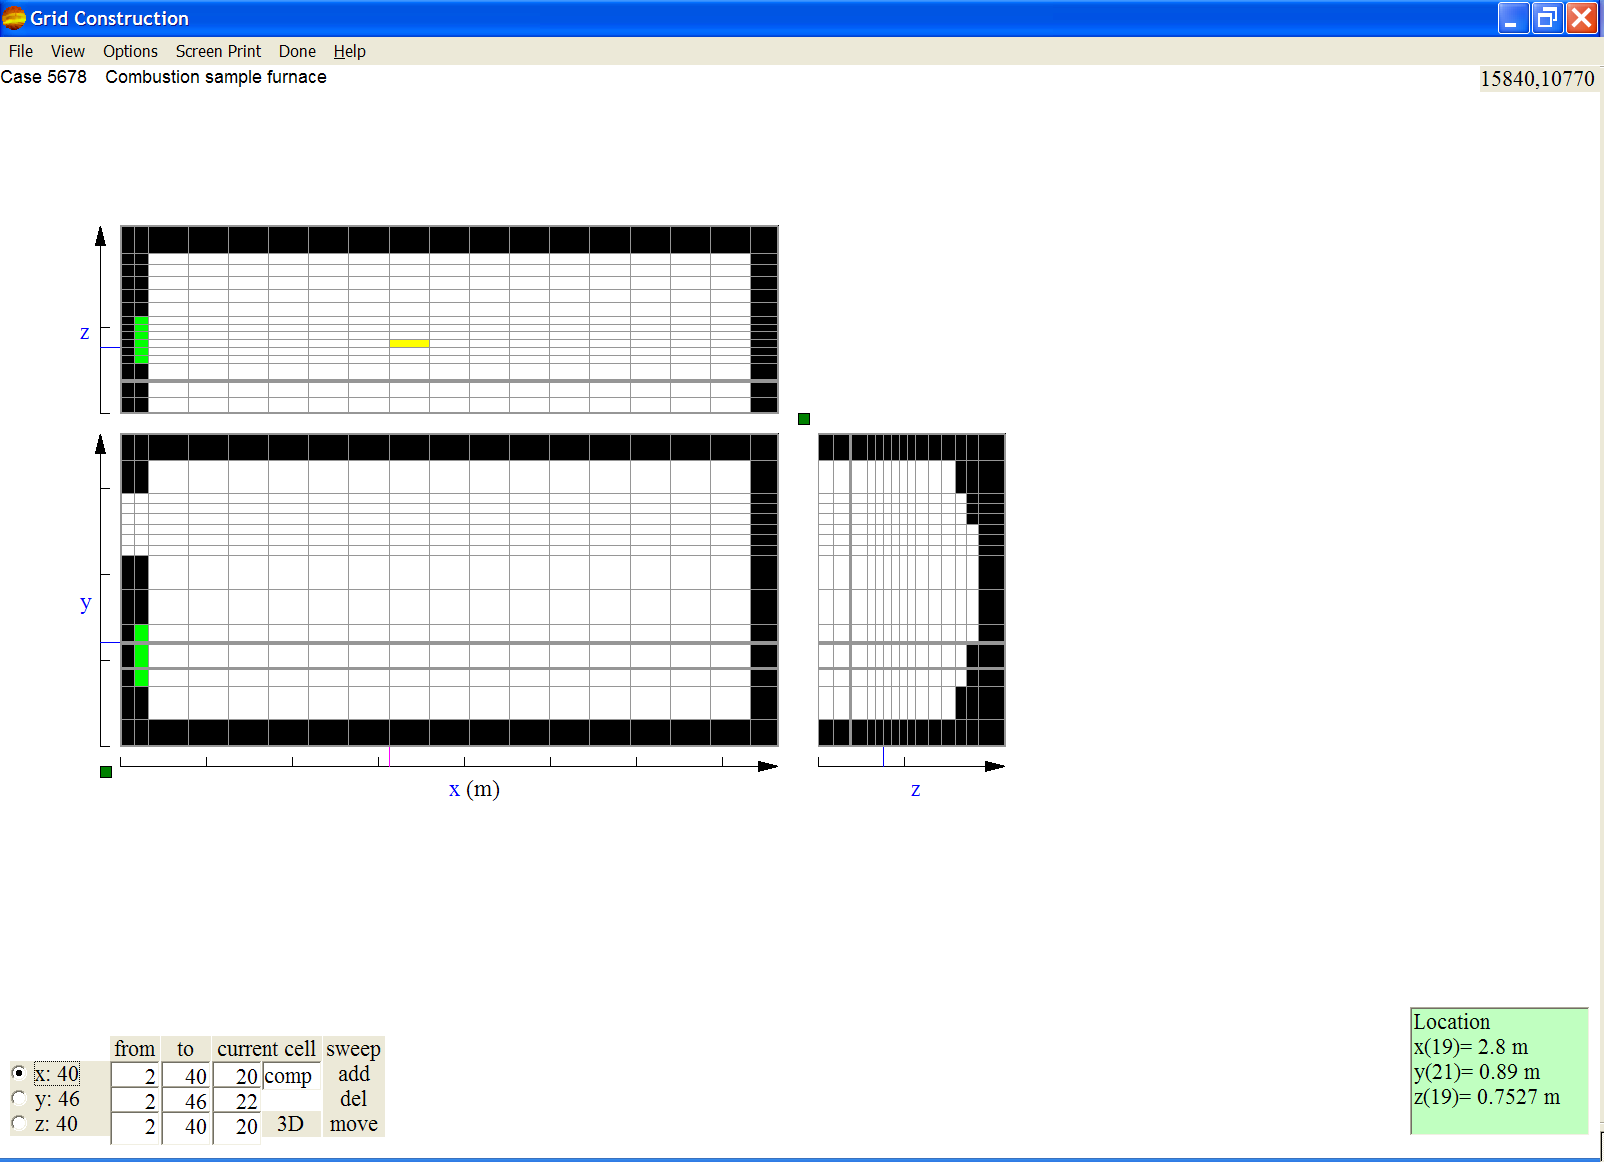 Grid Construction
File View Options Screen Print Done Help
Case 5678 Combustion sample furnace
15840,10770
z
y
x (m)
z
from to current cell sweep
x: 40 2 40 20 comp add
y: 46 2 46 22 del
z: 40 2 40 20 3D move
Location
x(19)= 2.8 m
y(21)= 0.89 m
z(19)= 0.7527 m